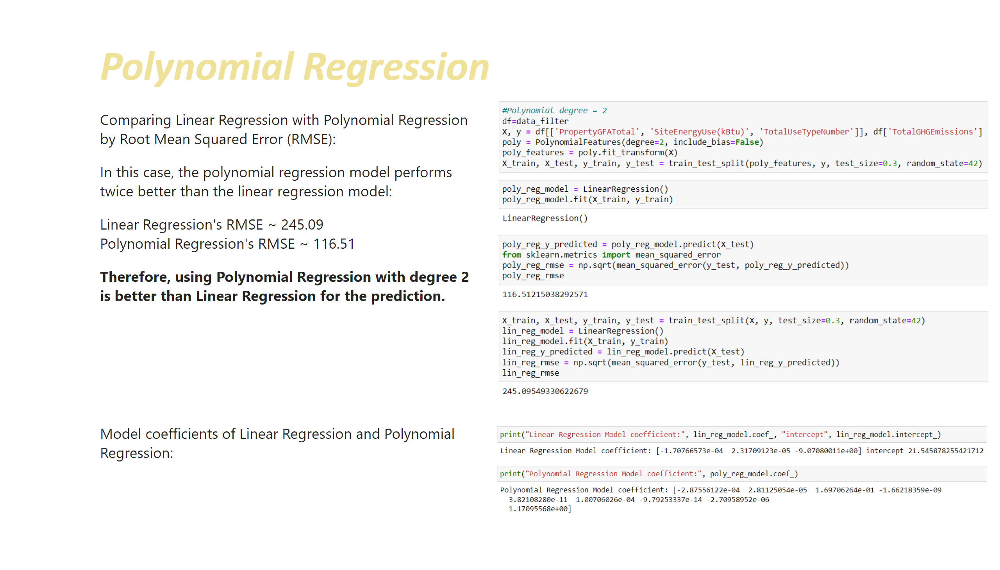 Polynomial Regression
Comparing Linear Regression with Polynomial Regression
by Root Mean Squared Error (RMSE):
In this case, the polynomial regression model performs
twice better than the linear regression model:
Linear Regression's RMSE ~ 245.09
Polynomial Regression's RMSE ~ 116.51
Therefore, using Polynomial Regression with degree 2
is better than Linear Regression for the prediction.
#Polynomial degree = 2
df=data_filter
X, y = df[['PropertyGFATotal', 'SiteEnergyUse(kBtu)', 'TotalUseTypeNumber']], df['TotalGHGEmissions']
poly = PolynomialFeatures(degree=2, include_bias=False)
poly_features = poly.fit_transform(X)
X_train, X_test, y_train, y_test = train_test_split(poly_features, y, test_size=0.3, random_state=42)
poly_reg_model = LinearRegression()
poly_reg_model.fit(X_train, y_train)
LinearRegression()
poly_reg_y_predicted = poly_reg_model.predict(X_test)
from sklearn.metrics import mean_squared_error
poly_reg_rmse = np.sqrt(mean_squared_error(y_test, poly_reg_y_predicted))
poly_reg_rmse
116.51215038292571
X_train, X_test, y_train, y_test = train_test_split(X, y, test_size=0.3, random_state=42)
lin_reg_model = LinearRegression()
lin_reg_model.fit(X_train, y_train)
lin_reg_y_predicted = lin_reg_model.predict(X_test)
lin_reg_rmse = np.sqrt(mean_squared_error(y_test, lin_reg_y_predicted))
lin_reg_rmse
245.09549330622679
Model coefficients of Linear Regression and Polynomial
Regression:
print("Linear Regression Model coefficient:", lin_reg_model.coef_, "intercept", lin_reg_model.intercept_)
Linear Regression Model coefficient: [-1.70766573e-04  2.31709123e-05 -9.07080011e+00] intercept 21.545878255421712
print("Polynomial Regression Model coefficient:", poly_reg_model.coef_)
Polynomial Regression Model coefficient: [-2.87556122e-04  2.81125054e-05  1.69706264e-01 -1.66218359e-09
  3.82108280e-11  1.00706026e-04 -9.79253337e-14 -2.70958952e-06
  1.17095568e+00]